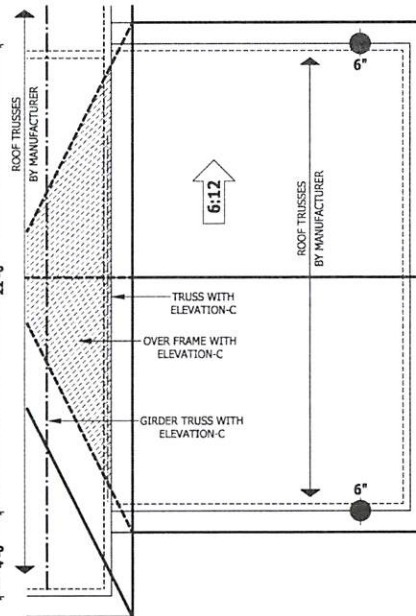 ROOF TRUSSES
BY MANUFACTURER
6"
6:12
ROOF TRUSSES
BY MANUFACTURER
TRUSS WITH
ELEVATION-C
OVER FRAME WITH
ELEVATION-C
GIRDER TRUSS WITH
ELEVATION-C
6"